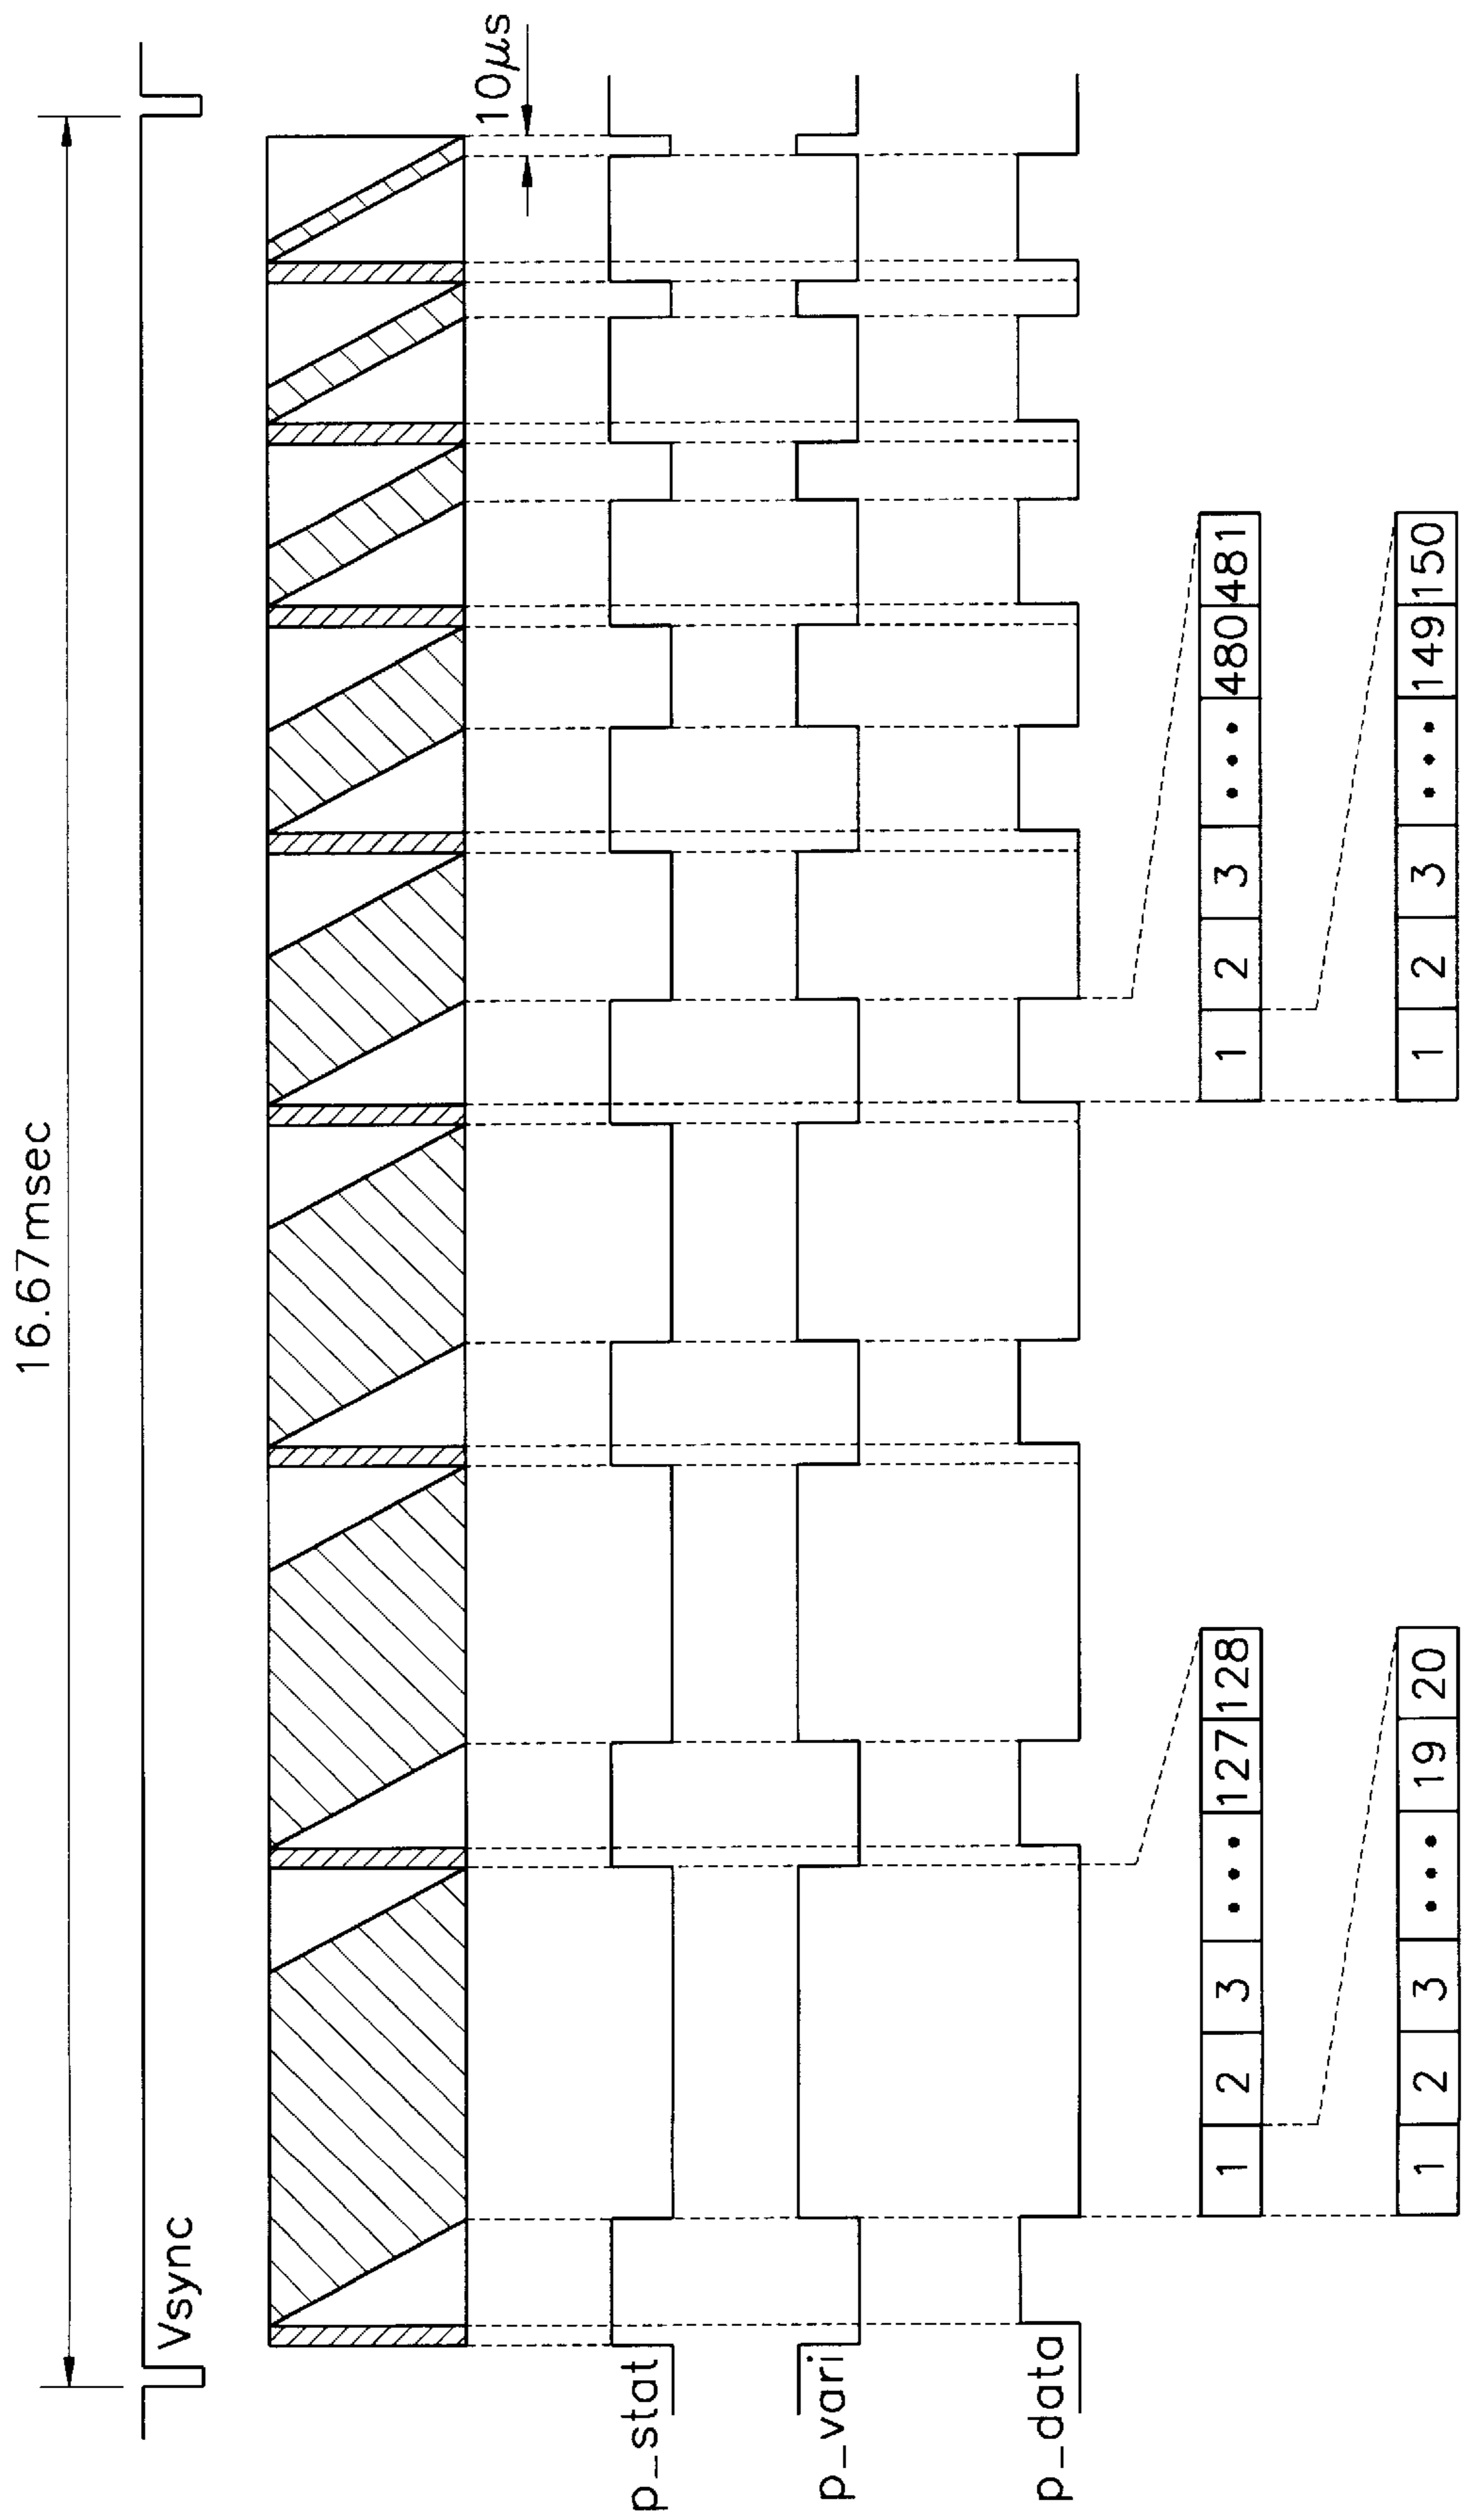 16.67msec
Vsync
10μs
p_stat
p_vari
p_data
1 2 3 ••• 127 128
1 2 3 ••• 480 481
1 2 3 ••• 19 20
1 2 3 ••• 149 150